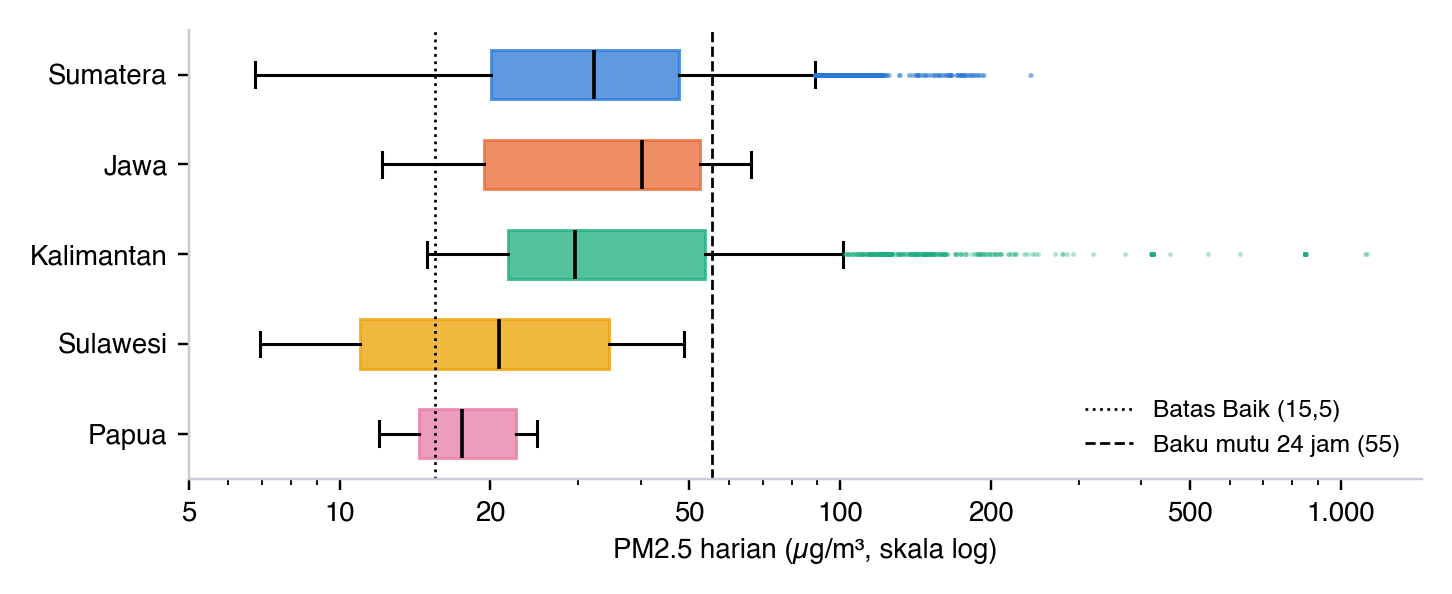 Sumatera
Jawa
Kalimantan
Sulawesi
Papua
Batas Baik (15,5)
Baku mutu 24 jam (55)
5 10 20 50 100 200 500 1.000
PM2.5 harian (µg/m³, skala log)